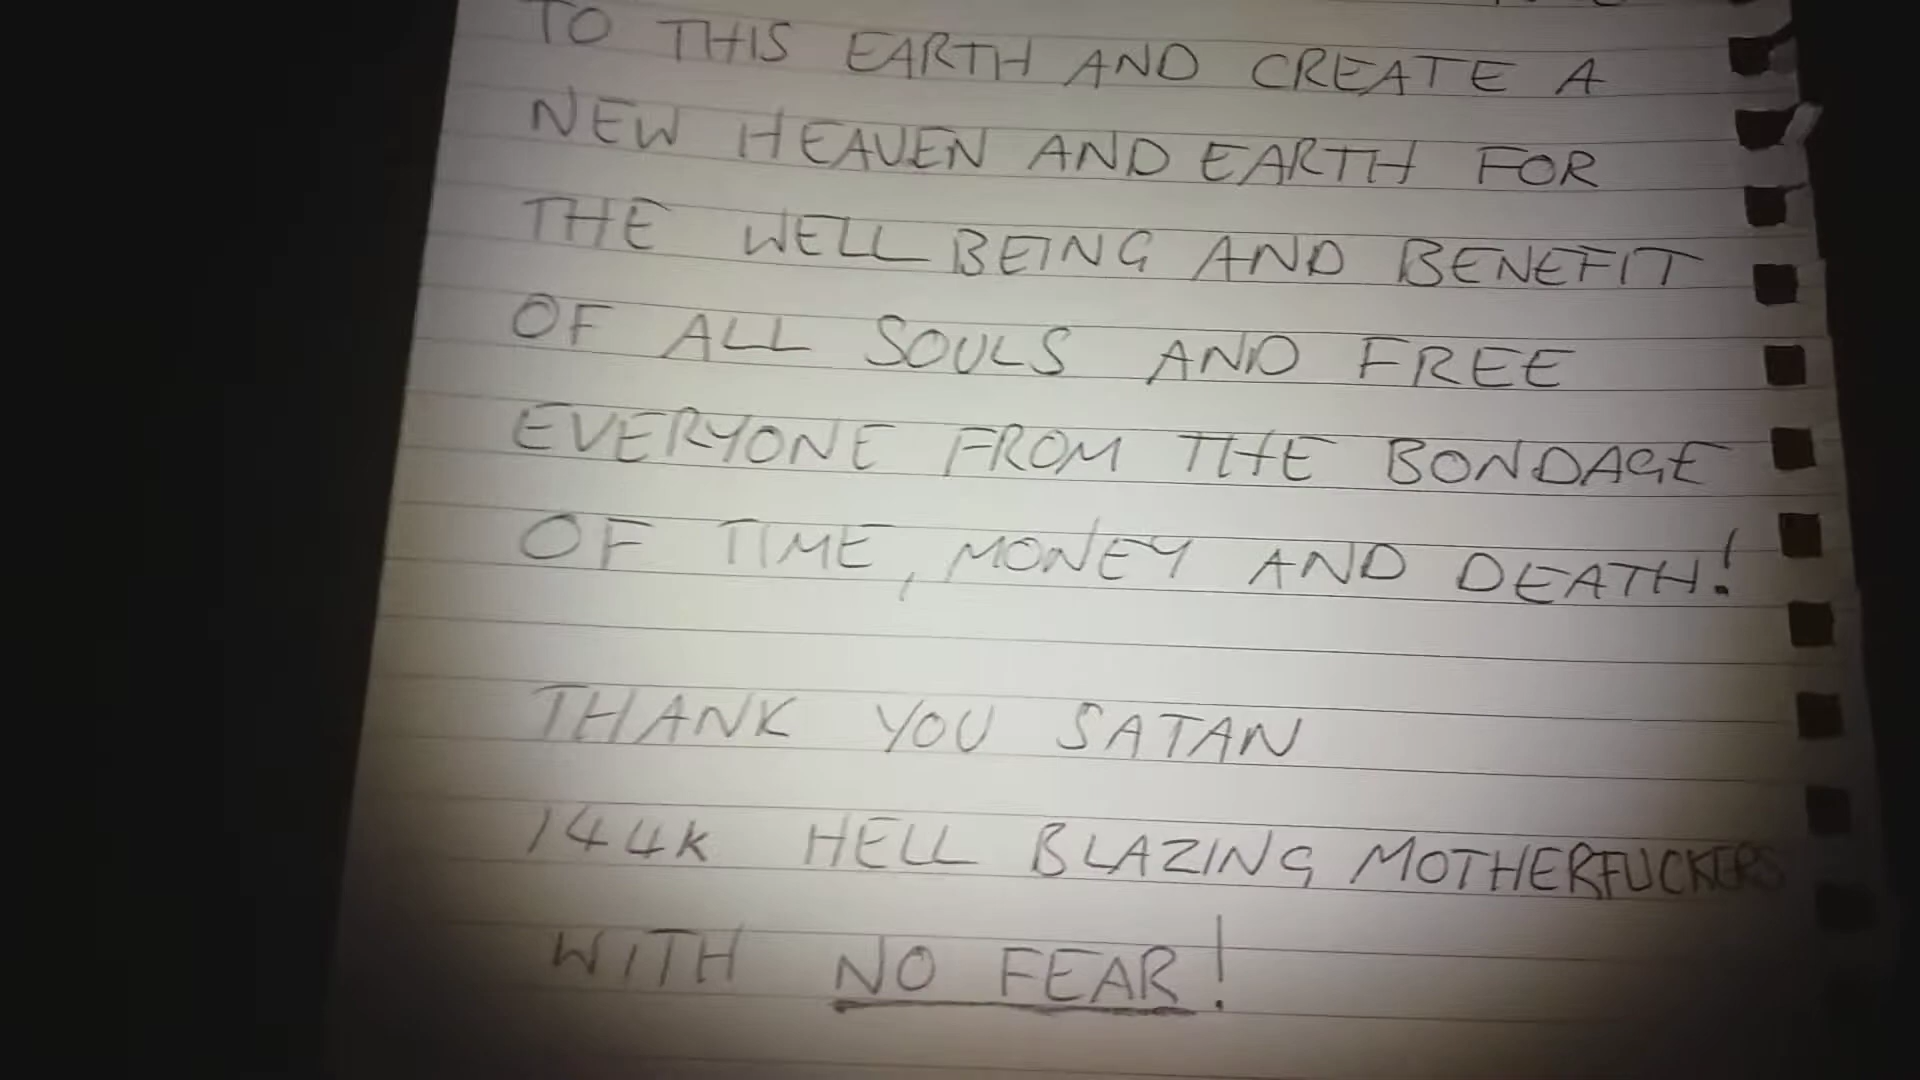 TO THIS EARTH AND CREATE A
NEW HEAVEN AND EARTH FOR
THE WELL BEING AND BENEFIT
OF ALL SOULS AND FREE
EVERYONE FROM THE BONDAGE
OF TIME, MONEY AND DEATH!
THANK YOU SATAN
144K HELL BLAZING MOTHERFUCKERS
WITH NO FEAR!